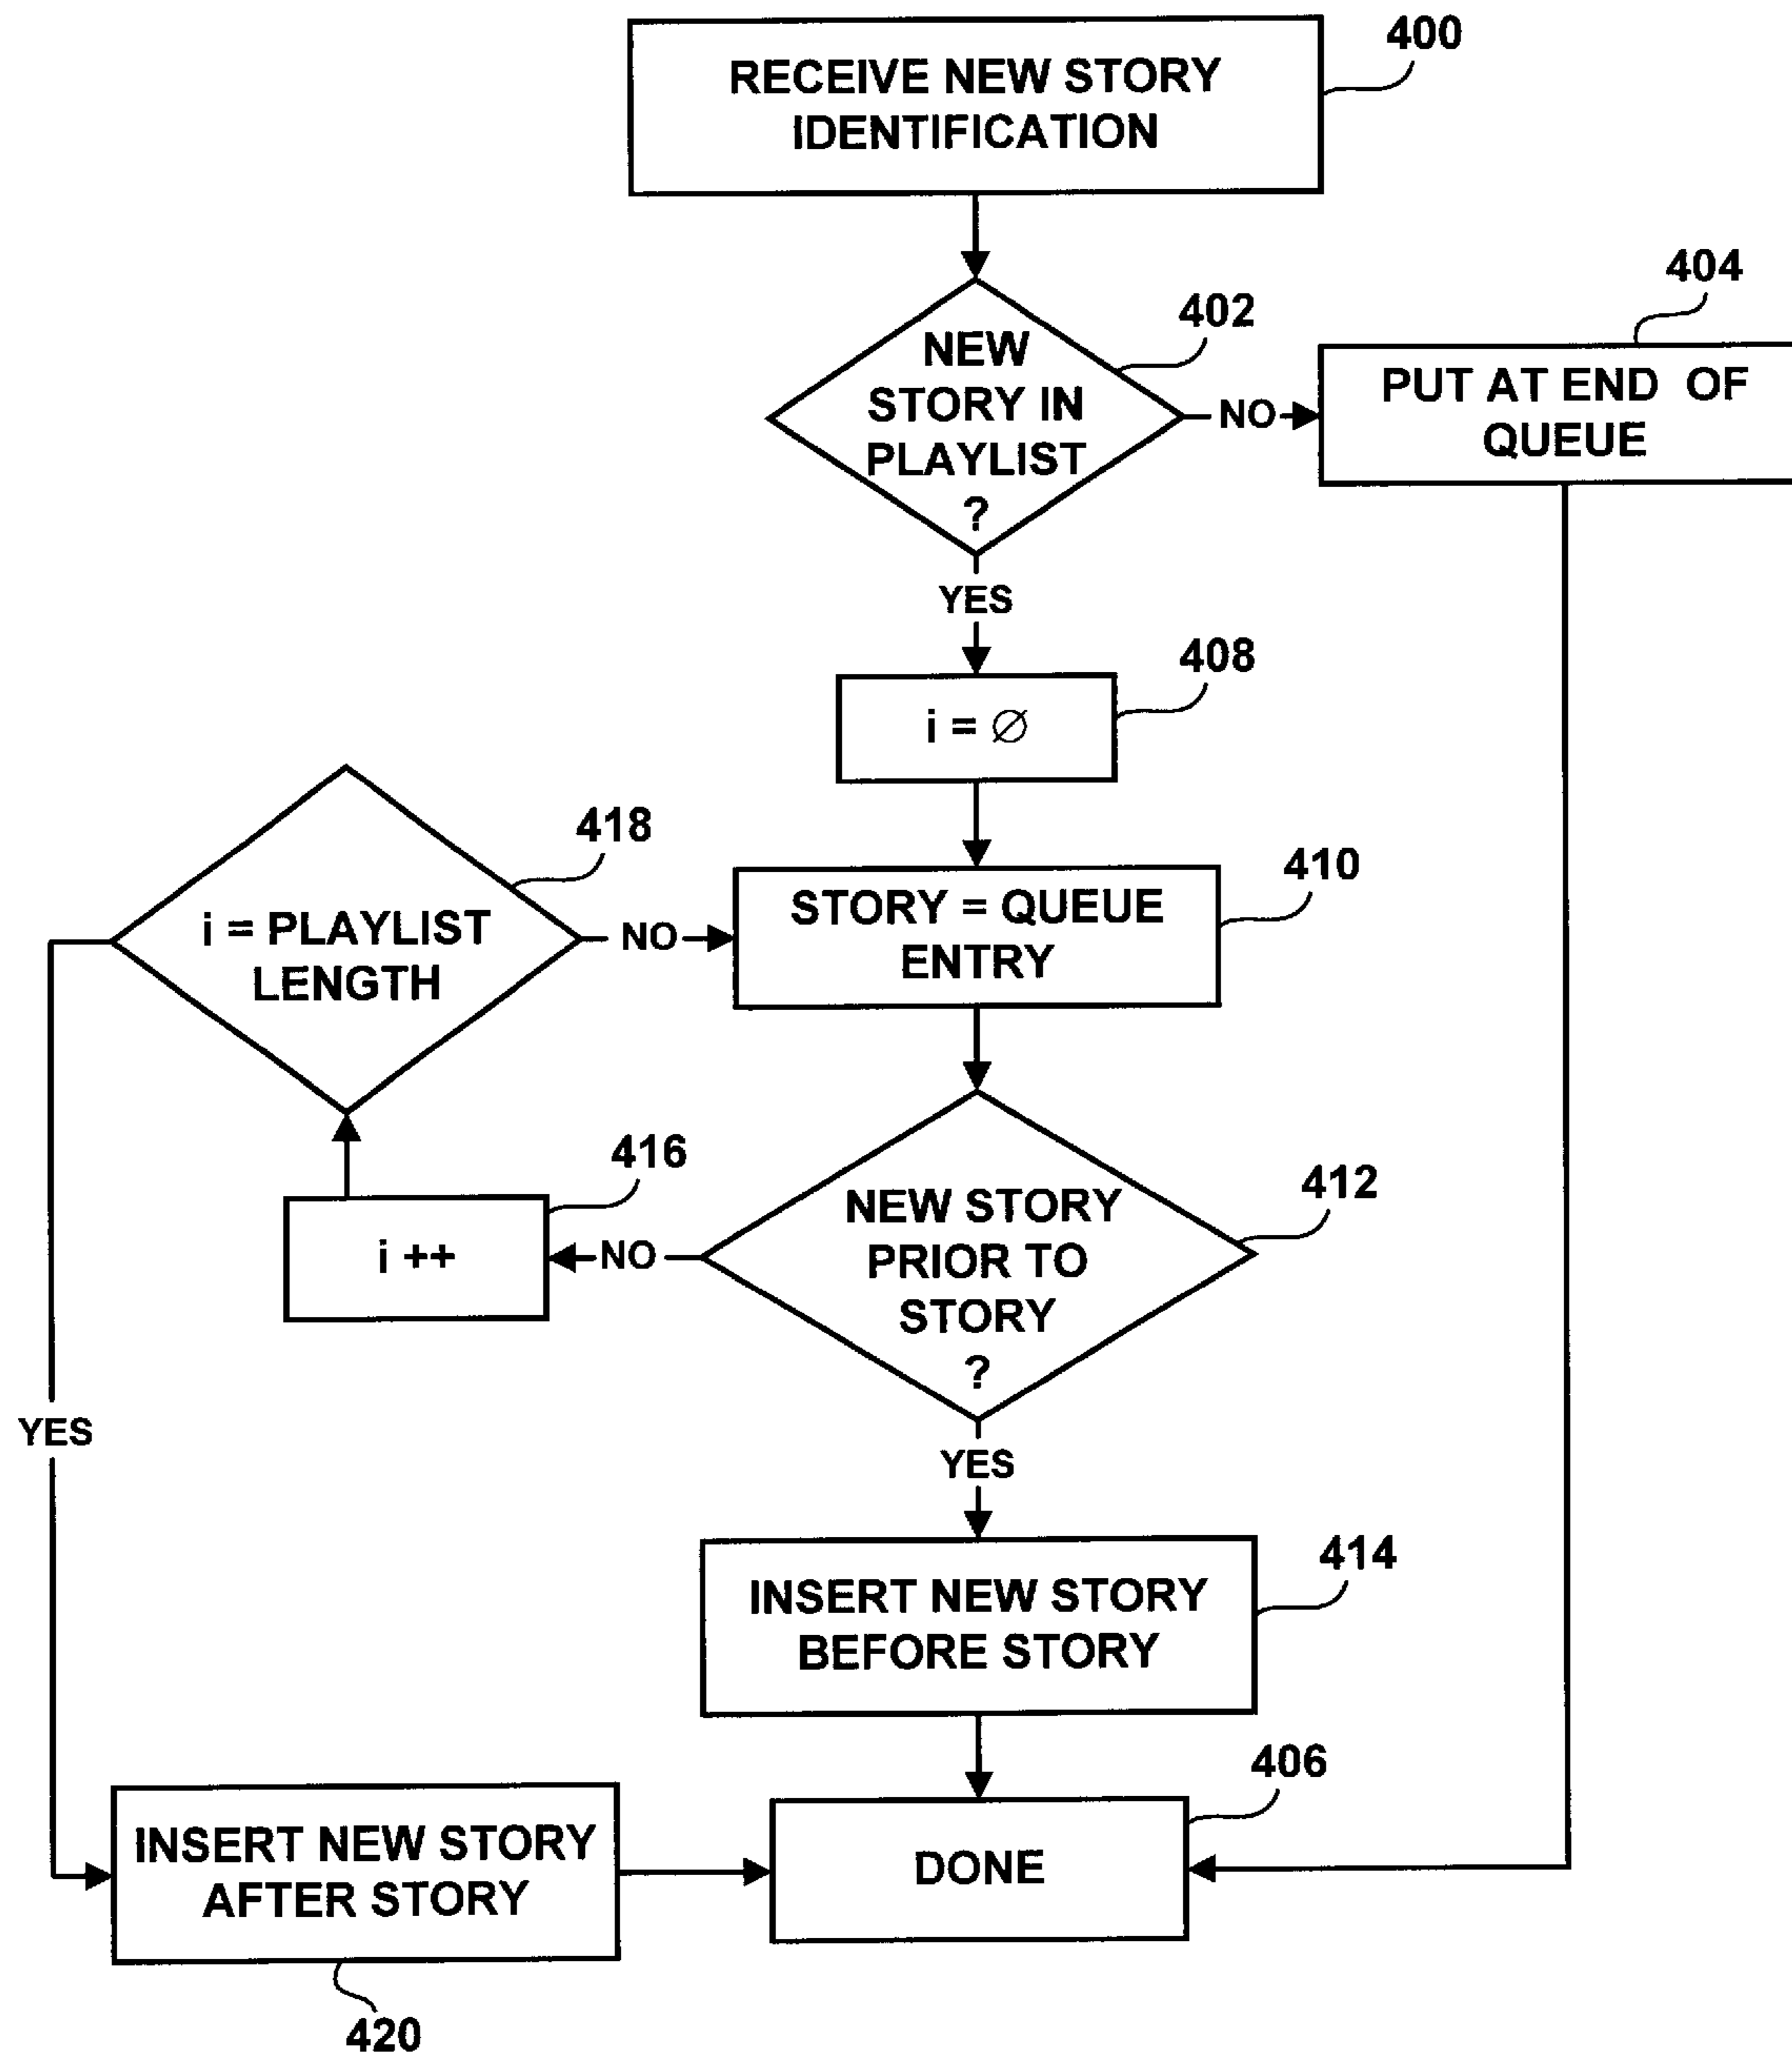 400
RECEIVE NEW STORY
IDENTIFICATION
402
NEW
STORY IN
PLAYLIST
?
NO
404
PUT AT END OF
QUEUE
YES
408
i = Ø
418
i = PLAYLIST
LENGTH
NO
410
STORY = QUEUE
ENTRY
416
i ++
NO
412
NEW STORY
PRIOR TO
STORY
?
YES
YES
414
INSERT NEW STORY
BEFORE STORY
406
INSERT NEW STORY
AFTER STORY
DONE
420